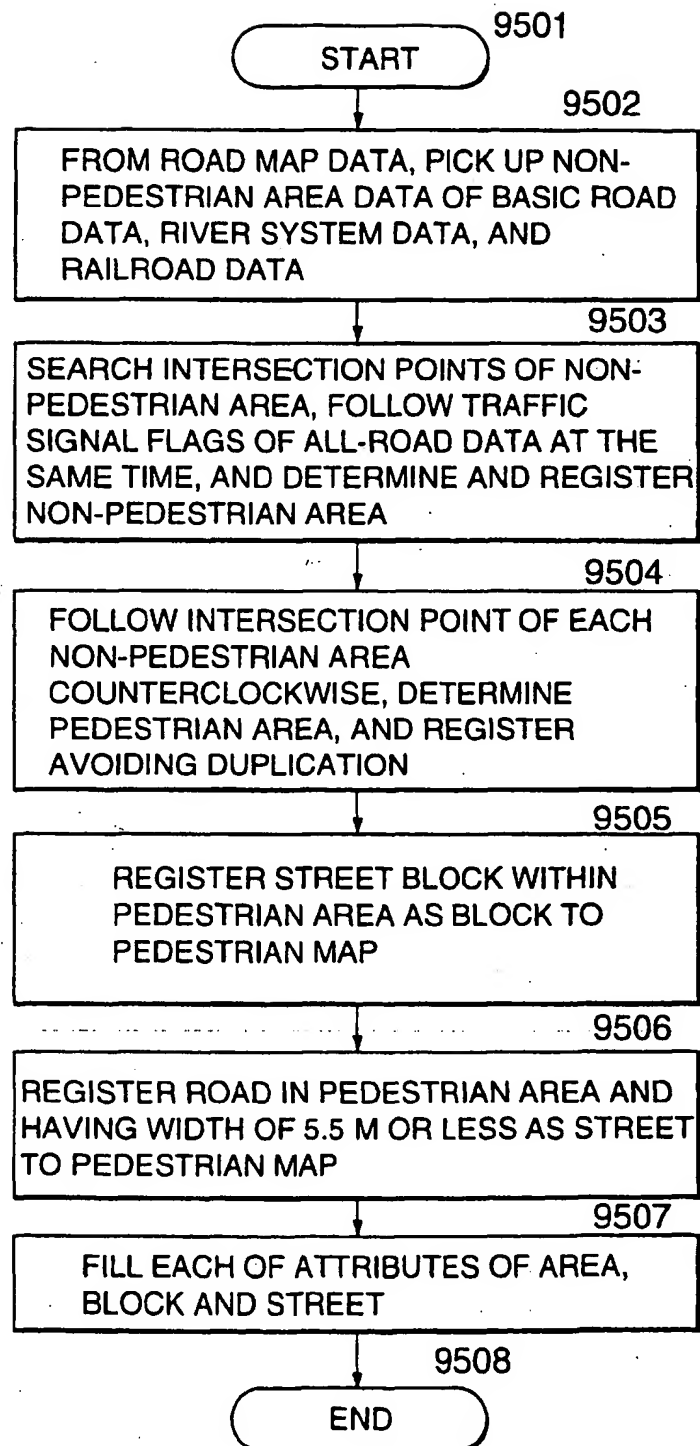 9501
START
9502
FROM ROAD MAP DATA, PICK UP NON-
PEDESTRIAN AREA DATA OF BASIC ROAD
DATA, RIVER SYSTEM DATA, AND
RAILROAD DATA
9503
SEARCH INTERSECTION POINTS OF NON-
PEDESTRIAN AREA, FOLLOW TRAFFIC
SIGNAL FLAGS OF ALL-ROAD DATA AT THE
SAME TIME, AND DETERMINE AND REGISTER
NON-PEDESTRIAN AREA
9504
FOLLOW INTERSECTION POINT OF EACH
NON-PEDESTRIAN AREA
COUNTERCLOCKWISE, DETERMINE
PEDESTRIAN AREA, AND REGISTER
AVOIDING DUPLICATION
9505
REGISTER STREET BLOCK WITHIN
PEDESTRIAN AREA AS BLOCK TO
PEDESTRIAN MAP
9506
REGISTER ROAD IN PEDESTRIAN AREA AND
HAVING WIDTH OF 5.5 M OR LESS AS STREET
TO PEDESTRIAN MAP
9507
FILL EACH OF ATTRIBUTES OF AREA,
BLOCK AND STREET
9508
END